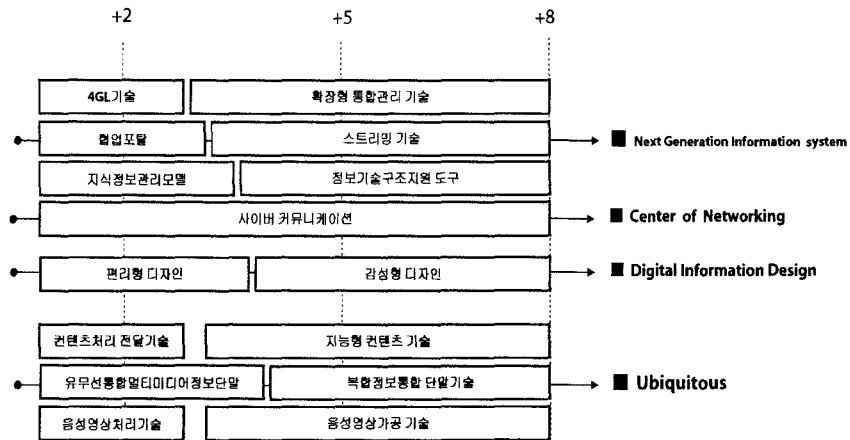 +2 +5 +8
4GL기술 확장형 통합관리 기술
협업포탈 스트리밍 기술 Next Generation Information system
지식정보관리모델 정보기술구조지원 도구
사이버 커뮤니케이션 Center of Networking
편리형 디자인 감성형 디자인 Digital Information Design
컨텐츠처리 전달기술 지능형 컨텐츠 기술
유무선통합멀티미디어정보단말 복합정보통합 단말기술 Ubiquitous
음성영상처리기술 음성영상가공 기술